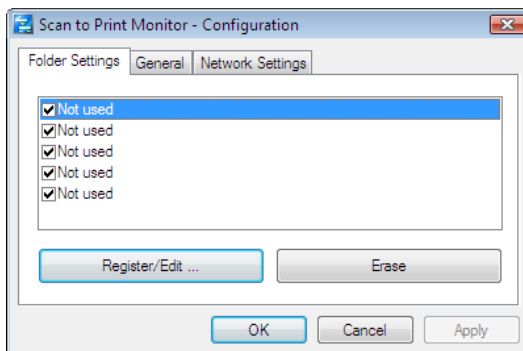 Scan to Print Monitor - Configuration
Folder Settings General Network Settings
Not used
Not used
Not used
Not used
Not used
Register/Edit ... Erase
OK Cancel Apply